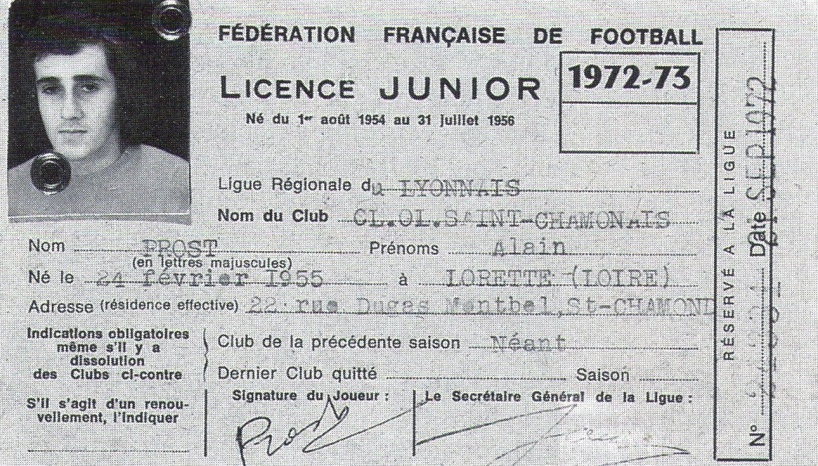 FÉDÉRATION FRANÇAISE DE FOOTBALL
LICENCE JUNIOR
1972-73
Né du 1er août 1954 au 31 juillet 1956
Ligue Régionale du LYONNAIS
Nom du Club CL.OL.SAINT-CHAMONAIS
Nom PROST Prénoms Alain
(en lettres majuscules)
Né le 24 février 1955 à LORETTE (LOIRE)
Adresse (résidence effective) 22 rue Dugas Montbel, St-CHAMOND
Indications obligatoires
même s'il y a
dissolution
des Clubs ci-contre
Club de la précédente saison Néant
Dernier Club quitté Saison
S'il s'agit d'un renou-
vellement, l'indiquer
Signature du Joueur :
Prost
Le Secrétaire Général de la Ligue :
RÉSERVÉ A LA LIGUE
N° Date SEP 1972